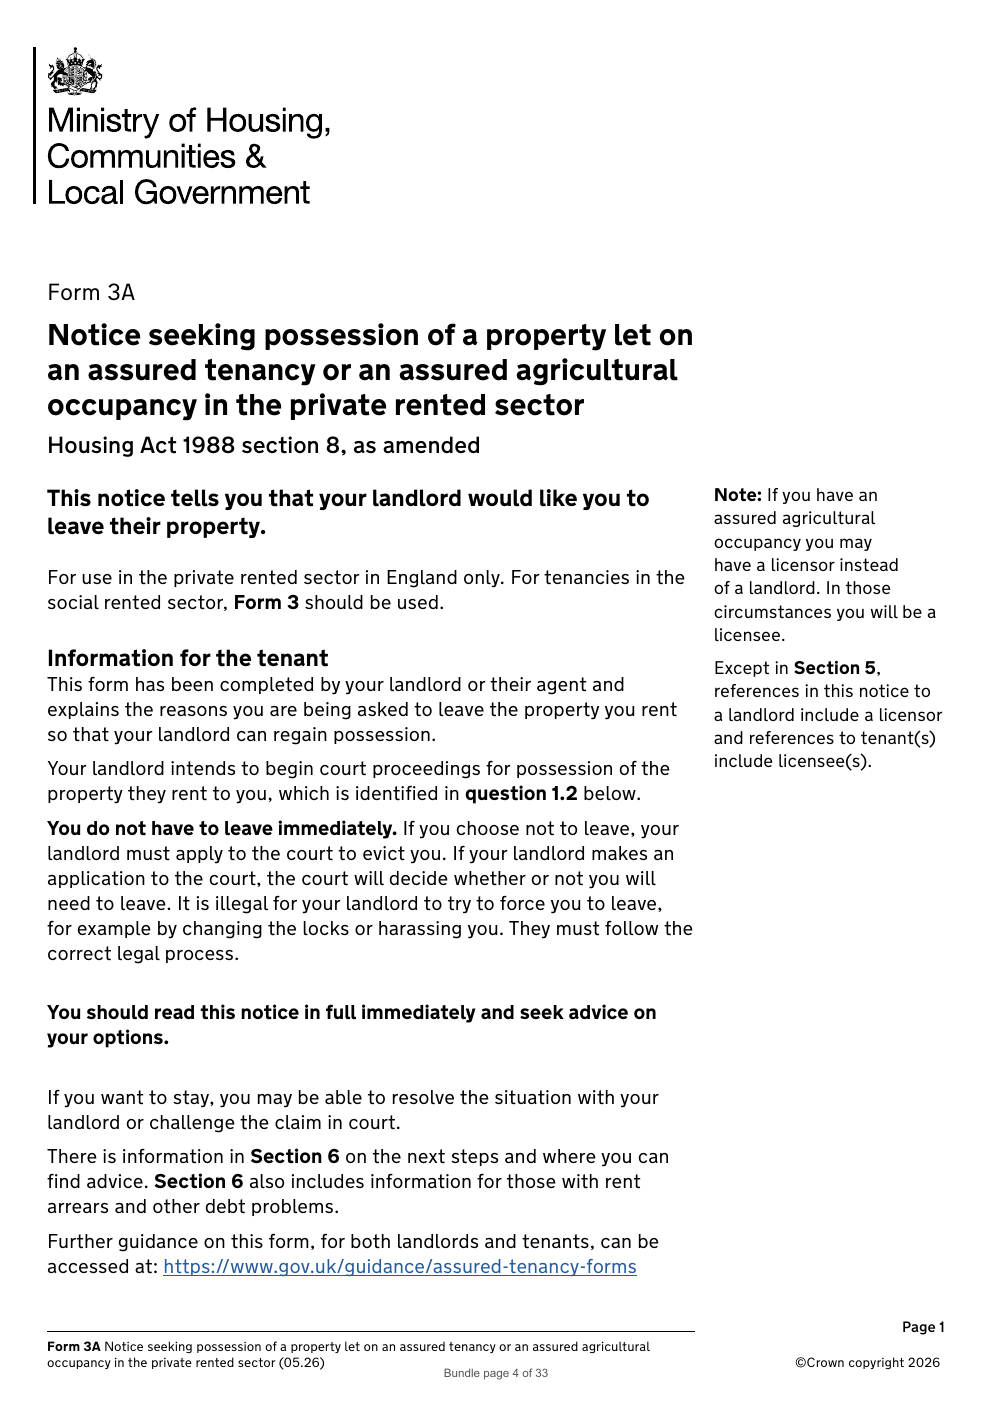 Ministry of Housing,
Communities &
Local Government
Form 3A
Notice seeking possession of a property let on
an assured tenancy or an assured agricultural
occupancy in the private rented sector
Housing Act 1988 section 8, as amended
This notice tells you that your landlord would like you to
leave their property.
For use in the private rented sector in England only. For tenancies in the
social rented sector, Form 3 should be used.
Information for the tenant
This form has been completed by your landlord or their agent and
explains the reasons you are being asked to leave the property you rent
so that your landlord can regain possession.
Your landlord intends to begin court proceedings for possession of the
property they rent to you, which is identified in question 1.2 below.
You do not have to leave immediately. If you choose not to leave, your
landlord must apply to the court to evict you. If your landlord makes an
application to the court, the court will decide whether or not you will
need to leave. It is illegal for your landlord to try to force you to leave,
for example by changing the locks or harassing you. They must follow the
correct legal process.
You should read this notice in full immediately and seek advice on
your options.
If you want to stay, you may be able to resolve the situation with your
landlord or challenge the claim in court.
There is information in Section 6 on the next steps and where you can
find advice. Section 6 also includes information for those with rent
arrears and other debt problems.
Further guidance on this form, for both landlords and tenants, can be
accessed at: https://www.gov.uk/guidance/assured-tenancy-forms
Note: If you have an
assured agricultural
occupancy you may
have a licensor instead
of a landlord. In those
circumstances you will be a
licensee.
Except in Section 5,
references in this notice to
a landlord include a licensor
and references to tenant(s)
include licensee(s).
Page 1
Form 3A Notice seeking possession of a property let on an assured tenancy or an assured agricultural
occupancy in the private rented sector (05.26)
©Crown copyright 2026
Bundle page 4 of 33